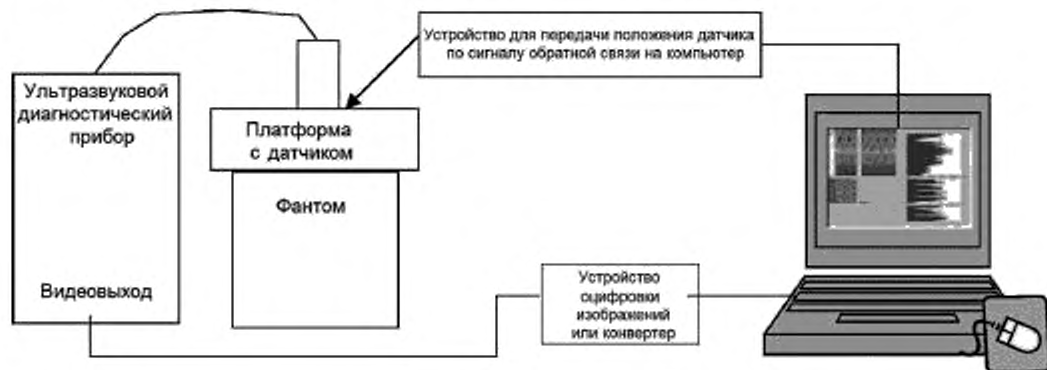 Устройство для передачи положения датчика
по сигналу обратной связи на компьютер
Ультразвуковой
диагностический
прибор
Платформа
с датчиком
Фантом
Видеовыход
Устройство
оцифровки
изображений
или конвертер